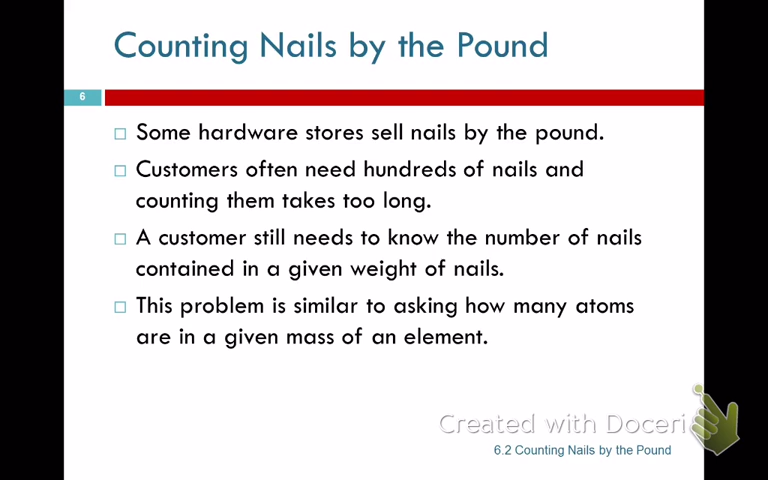 Counting Nails by the Pound
6
Some hardware stores sell nails by the pound.
Customers often need hundreds of nails and
counting them takes too long.
A customer still needs to know the number of nails
contained in a given weight of nails.
This problem is similar to asking how many atoms
are in a given mass of an element.
Created with Doceri
6.2 Counting Nails by the Pound